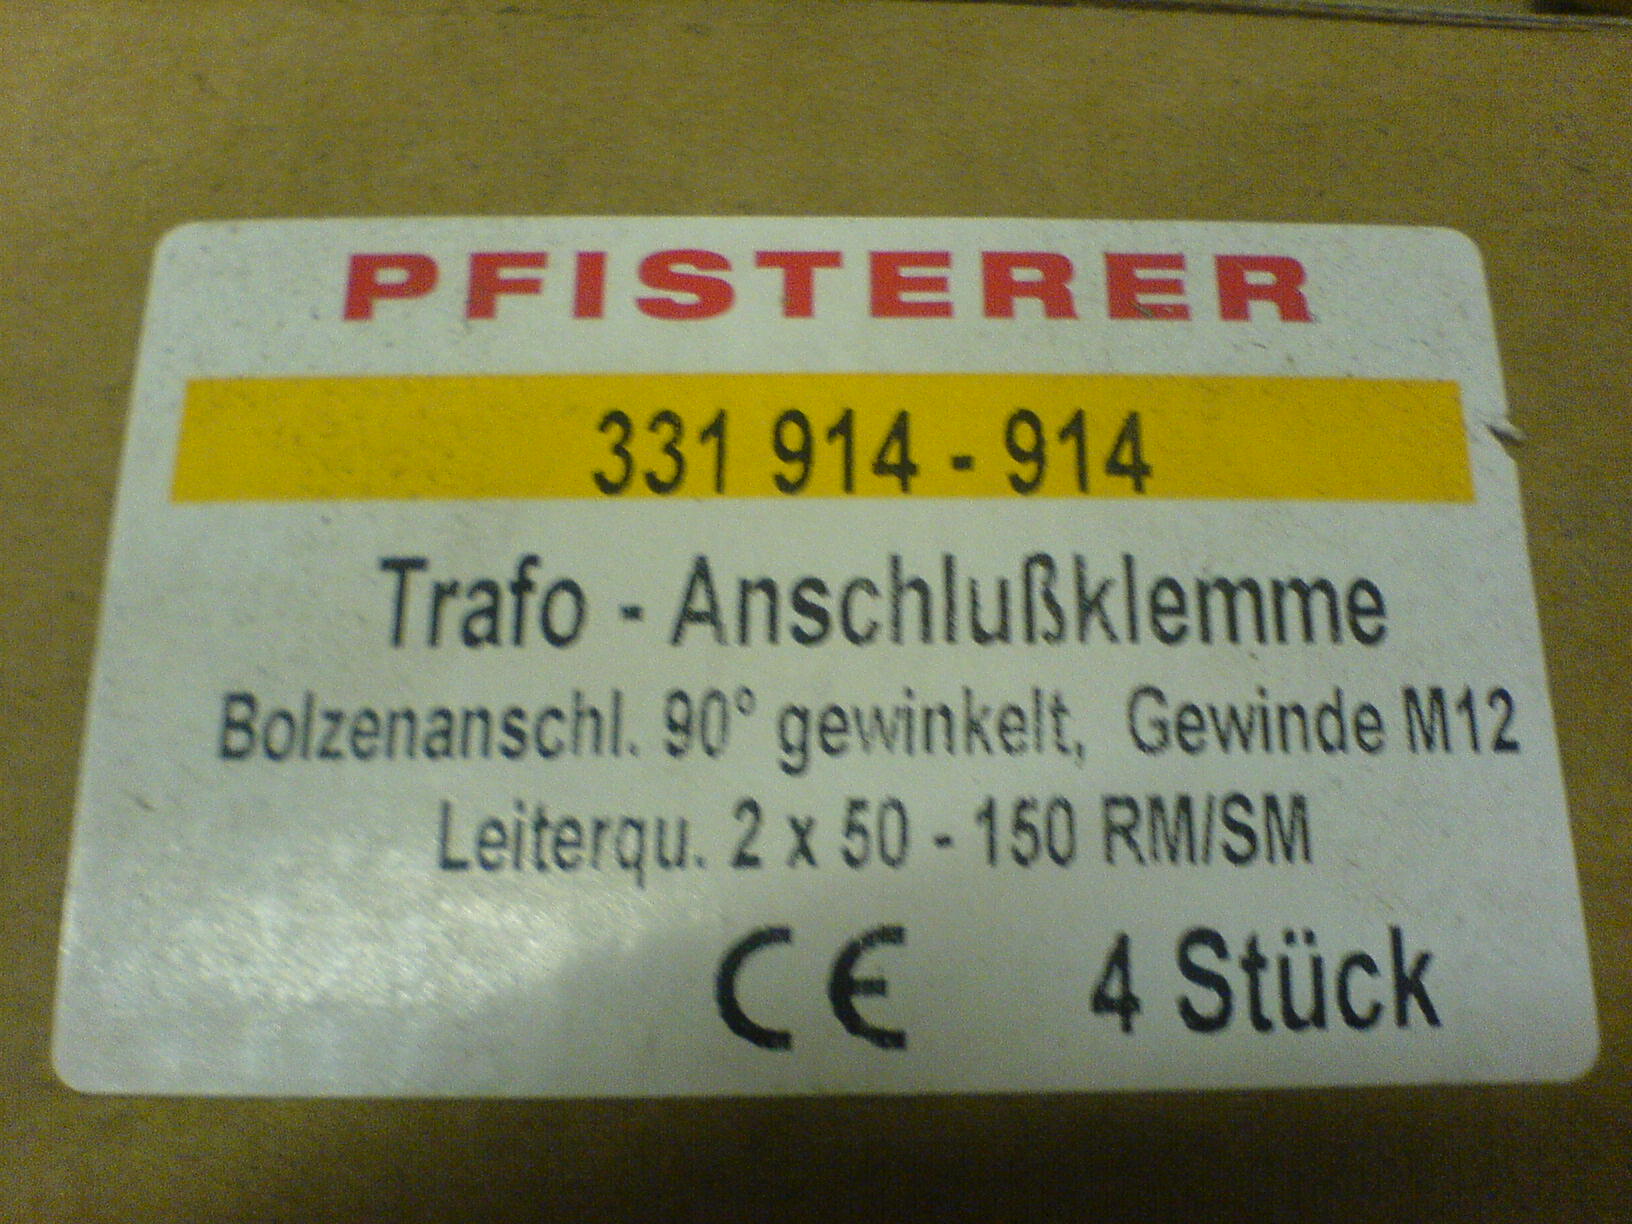 PFISTERER
331 914 - 914
Trafo - Anschlußklemme
Bolzenanschl. 90° gewinkelt, Gewinde M12
Leiterqu. 2 x 50 - 150 RM/SM
CE 4 Stück